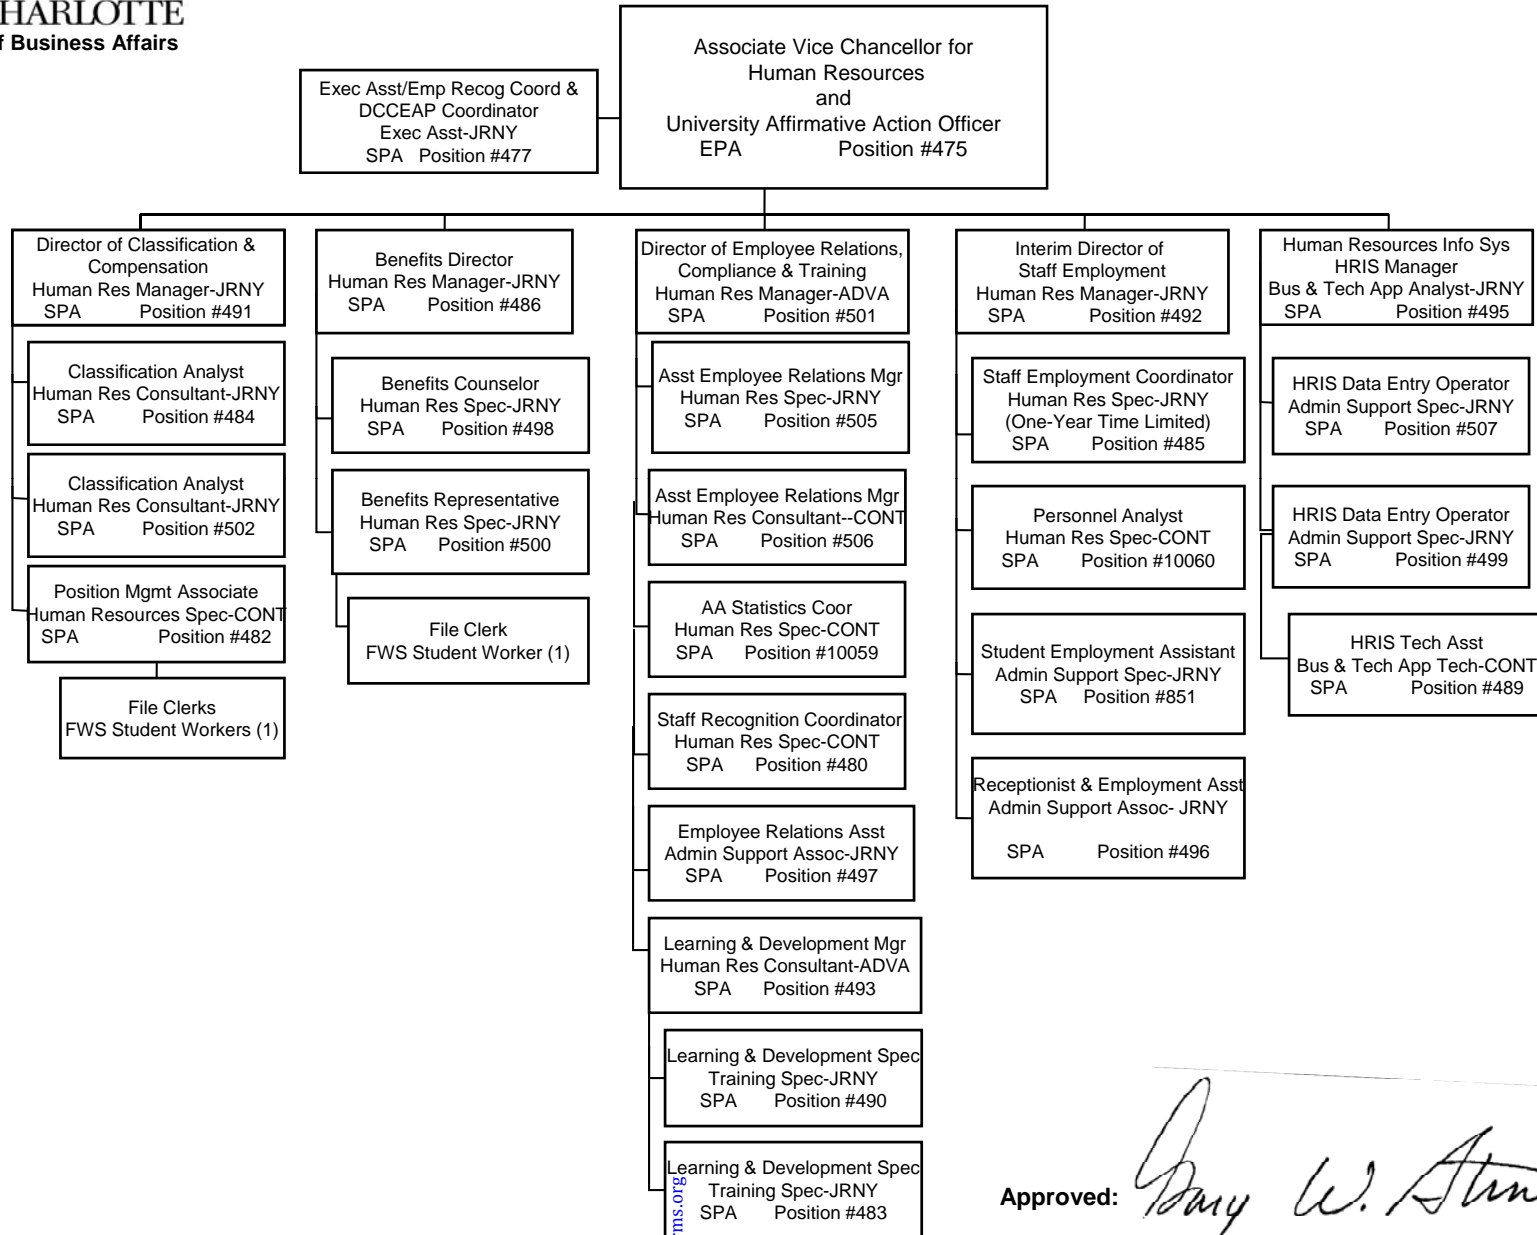 CHARLOTTE
f Business Affairs
Associate Vice Chancellor for
Human Resources
and
University Affirmative Action Officer
EPA Position #475
Exec Asst/Emp Recog Coord &
DCCEAP Coordinator
Exec Asst-JRNY
SPA Position #477
Director of Classification &
Compensation
Human Res Manager-JRNY
SPA Position #491
Classification Analyst
Human Res Consultant-JRNY
SPA Position #484
Classification Analyst
Human Res Consultant-JRNY
SPA Position #502
Position Mgmt Associate
Human Resources Spec-CONT
SPA Position #482
File Clerks
FWS Student Workers (1)
Benefits Director
Human Res Manager-JRNY
SPA Position #486
Benefits Counselor
Human Res Spec-JRNY
SPA Position #498
Benefits Representative
Human Res Spec-JRNY
SPA Position #500
File Clerk
FWS Student Worker (1)
Director of Employee Relations,
Compliance & Training
Human Res Manager-ADVA
SPA Position #501
Asst Employee Relations Mgr
Human Res Spec-JRNY
SPA Position #505
Asst Employee Relations Mgr
Human Res Consultant--CONT
SPA Position #506
AA Statistics Coor
Human Res Spec-CONT
SPA Position #10059
Staff Recognition Coordinator
Human Res Spec-CONT
SPA Position #480
Employee Relations Asst
Admin Support Assoc-JRNY
SPA Position #497
Learning & Development Mgr
Human Res Consultant-ADVA
SPA Position #493
Learning & Development Spec
Training Spec-JRNY
SPA Position #490
Learning & Development Spec
Training Spec-JRNY
SPA Position #483
rms.org
Interim Director of
Staff Employment
Human Res Manager-JRNY
SPA Position #492
Staff Employment Coordinator
Human Res Spec-JRNY
(One-Year Time Limited)
SPA Position #485
Personnel Analyst
Human Res Spec-CONT
SPA Position #10060
Student Employment Assistant
Admin Support Spec-JRNY
SPA Position #851
Receptionist & Employment Asst
Admin Support Assoc- JRNY
SPA Position #496
Human Resources Info Sys
HRIS Manager
Bus & Tech App Analyst-JRNY
SPA Position #495
HRIS Data Entry Operator
Admin Support Spec-JRNY
SPA Position #507
HRIS Data Entry Operator
Admin Support Spec-JRNY
SPA Position #499
HRIS Tech Asst
Bus & Tech App Tech-CONT
SPA Position #489
Approved: Gary W. Stin